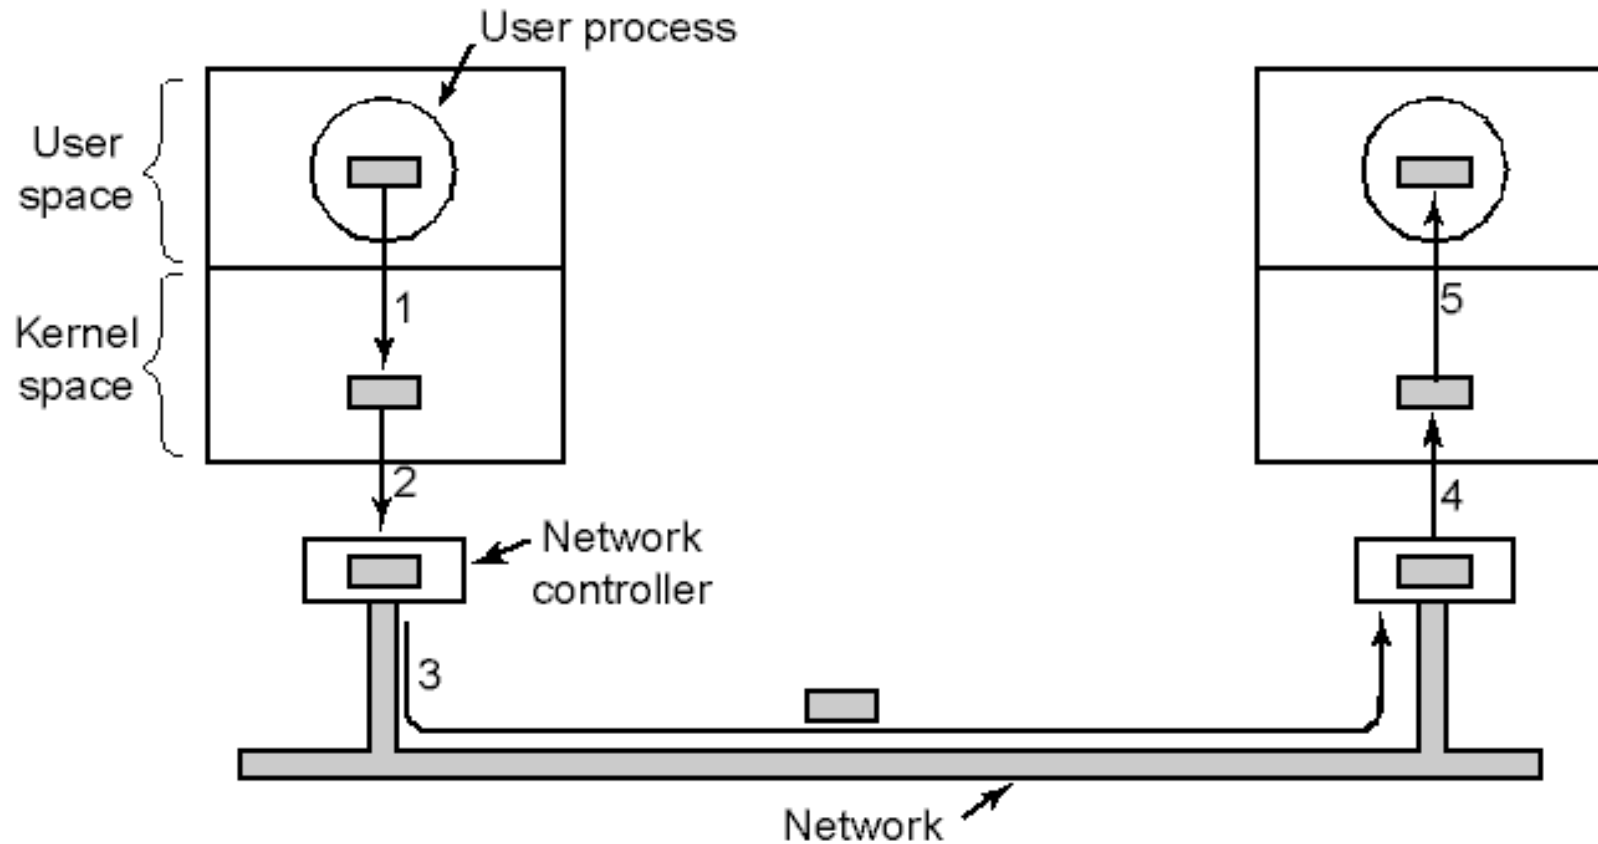 User process
User
space
Kernel
space
1
2
Network
controller
3
Network
5
4